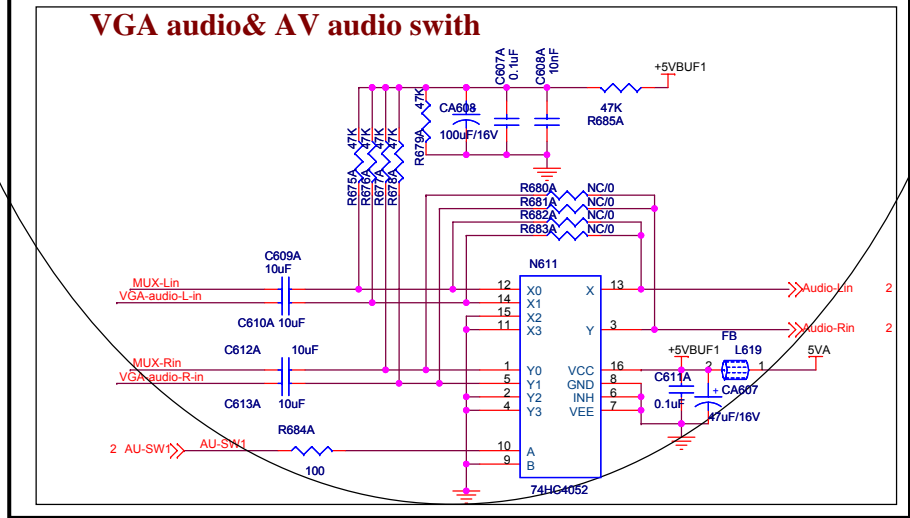 VGA audio& AV audio swith
C607A
0.1uF
C608A
10nF
+5VBUF1
47K
R685A
47K
R679A
CA608
100uF/16V
47K
47K
47K
47K
R675A
R676A
R677A
R678A
R680A NC/0
R681A NC/0
R682A NC/0
R683A NC/0
C609A
10uF
N611
MUX-Lin
VGA-audio-L-in
C610A 10uF
12 X0 X 13
14 X1
15 X2
11 X3 Y 3
Audio-Lin 2
Audio-Rin 2
C612A 10uF
MUX-Rin
VGA-audio-R-in
C613A 10uF
1 Y0 VCC 16
5 Y1 GND 8
2 Y2 INH 6
4 Y3 VEE 7
FB
+5VBUF1 L619 5VA
2 1
C611A
0.1uF
+ CA607
47uF/16V
R684A
2 AU-SW1 AU-SW1
100
10 A
9 B
74HC4052